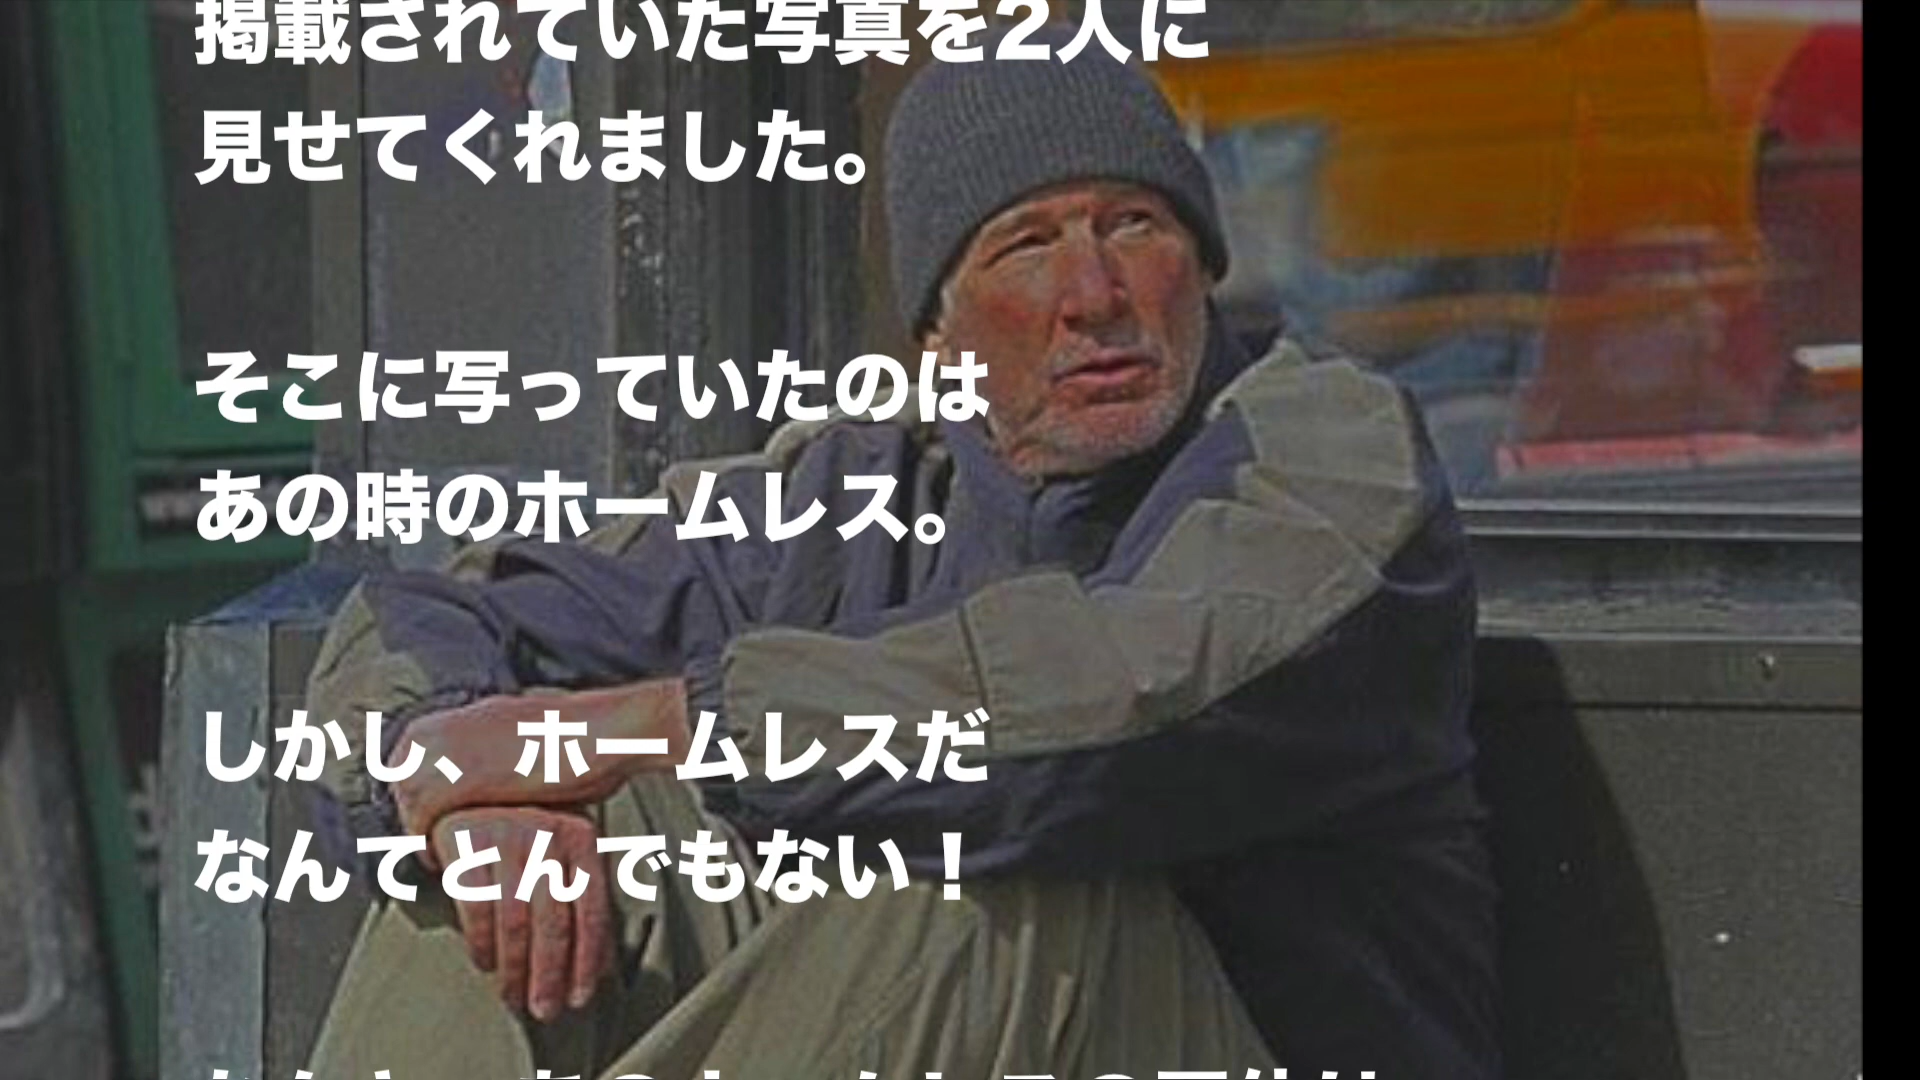 掲載されていた写真を2人に
見せてくれました。
そこに写っていたのは
あの時のホームレス。
しかし、ホームレスだ
なんてとんでもない！